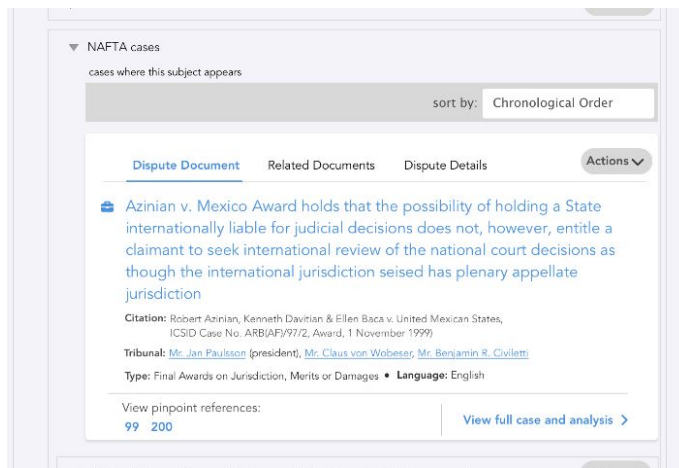 NAFTA cases
cases where this subject appears
sort by: Chronological Order
Dispute Document Related Documents Dispute Details Actions
Azinian v. Mexico Award holds that the possibility of holding a State
internationally liable for judicial decisions does not, however, entitle a
claimant to seek international review of the national court decisions as
though the international jurisdiction seised has plenary appellate
jurisdiction
Citation: Robert Azinian, Kenneth Davitian & Ellen Baca v. United Mexican States,
ICSID Case No. ARB(AF)/97/2, Award, 1 November 1999)
Tribunal: Mr. Jan Paulsson (president), Mr. Claus von Wobeser, Mr. Benjamin R. Civiletti
Type: Final Awards on Jurisdiction, Merits or Damages • Language: English
View pinpoint references:
99 200
View full case and analysis >